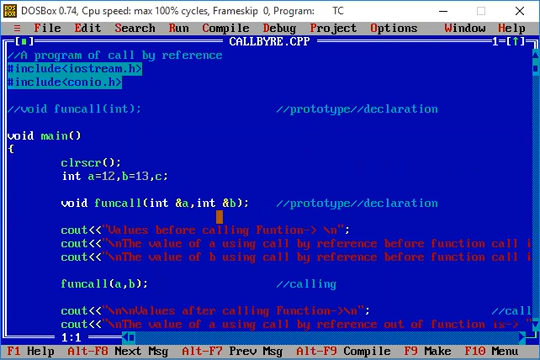 DOSBox 0.74, Cpu speed: max 100% cycles, Frameskip 0, Program: TC
≡ File Edit Search Run Compile Debug Project Options Window Help
[■] CALLBYRE.CPP 1=[↑]
//A program of call by reference
#include<iostream.h>
#include<conio.h>
//void funcall(int); //prototype//declaration
void main()
{
clrscr();
int a=12,b=13,c;
void funcall(int &a,int &b); //prototype//declaration
cout<<"Values before calling Funtion-> \n";
cout<<"\nThe value of a using call by reference before function call i
cout<<"\nThe value of b using call by reference before function call i
funcall(a,b); //calling
cout<<"\n\nValues after calling Function->\n"; //call
cout<<"\nThe value of a using call by reference out of function is-> "
1:1
F1 Help Alt-F8 Next Msg Alt-F7 Prev Msg Alt-F9 Compile F9 Make F10 Menu